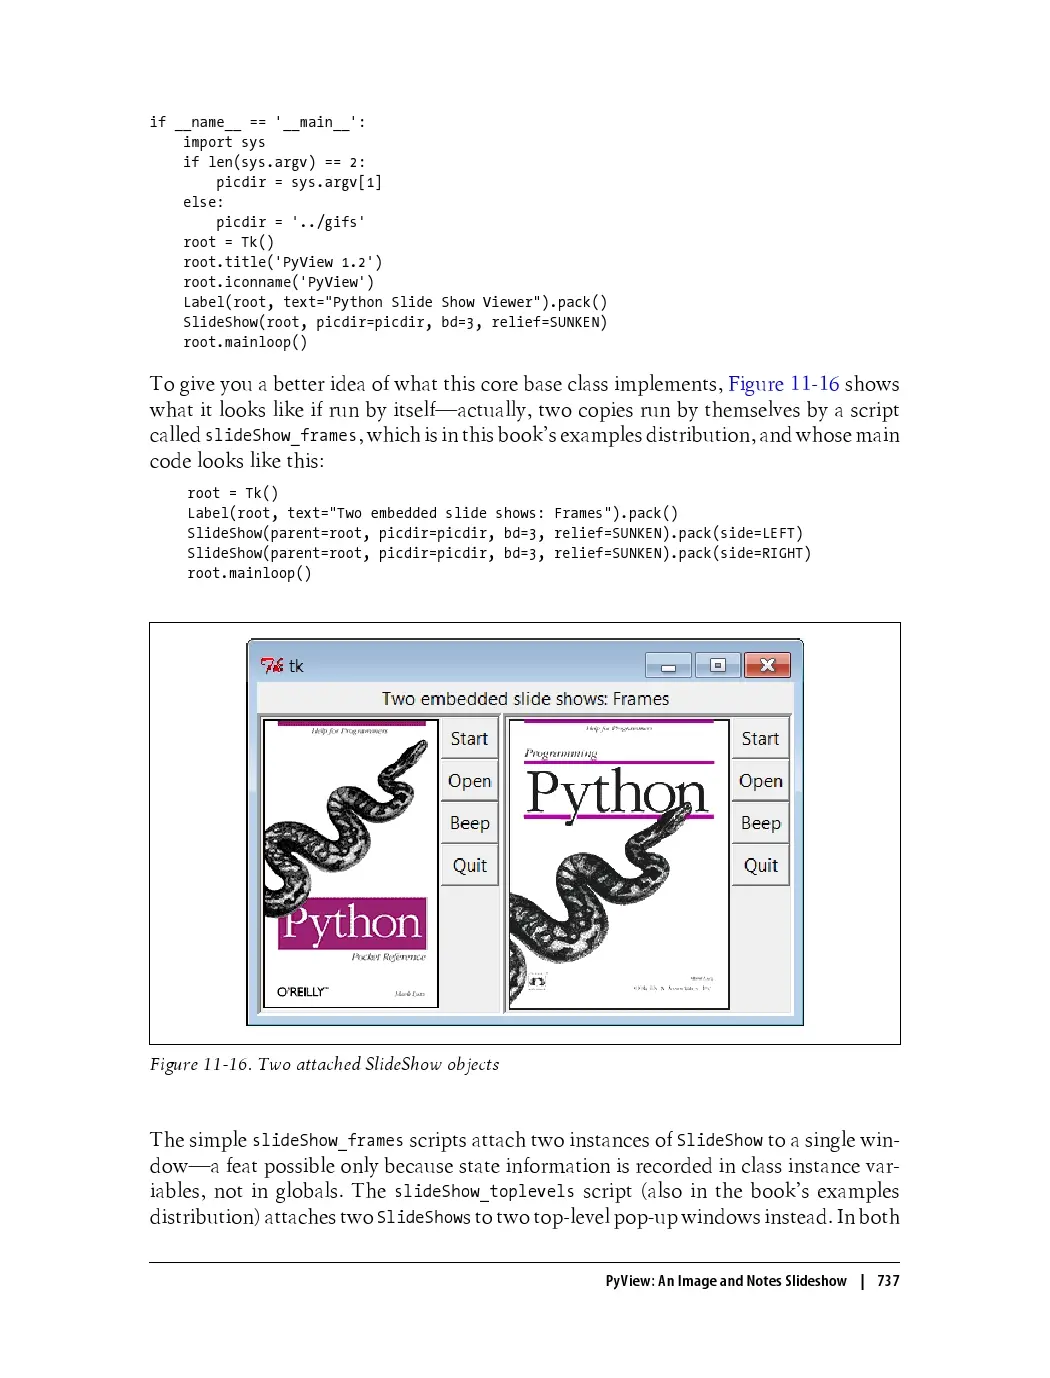 if __name__ == '__main__':
    import sys
    if len(sys.argv) == 2:
        picdir = sys.argv[1]
    else:
        picdir = '../gifs'
    root = Tk()
    root.title('PyView 1.2')
    root.iconname('PyView')
    Label(root, text="Python Slide Show Viewer").pack()
    SlideShow(root, picdir=picdir, bd=3, relief=SUNKEN)
    root.mainloop()
To give you a better idea of what this core base class implements, Figure 11-16 shows
what it looks like if run by itself—actually, two copies run by themselves by a script
called slideShow_frames, which is in this book’s examples distribution, and whose main
code looks like this:
root = Tk()
Label(root, text="Two embedded slide shows: Frames").pack()
SlideShow(parent=root, picdir=picdir, bd=3, relief=SUNKEN).pack(side=LEFT)
SlideShow(parent=root, picdir=picdir, bd=3, relief=SUNKEN).pack(side=RIGHT)
root.mainloop()
tk
Two embedded slide shows: Frames
Help for Programmers
Python
Pocket Reference
O'REILLY™
Mark Lutz
Start
Open
Beep
Quit
Help for Programmers
Programming
Python
Mark Lutz
O'Reilly & Associates, Inc.
Start
Open
Beep
Quit
Figure 11-16. Two attached SlideShow objects
The simple slideShow_frames scripts attach two instances of SlideShow to a single win-
dow—a feat possible only because state information is recorded in class instance var-
iables, not in globals. The slideShow_toplevels script (also in the book’s examples
distribution) attaches two SlideShows to two top-level pop-up windows instead. In both
PyView: An Image and Notes Slideshow | 737